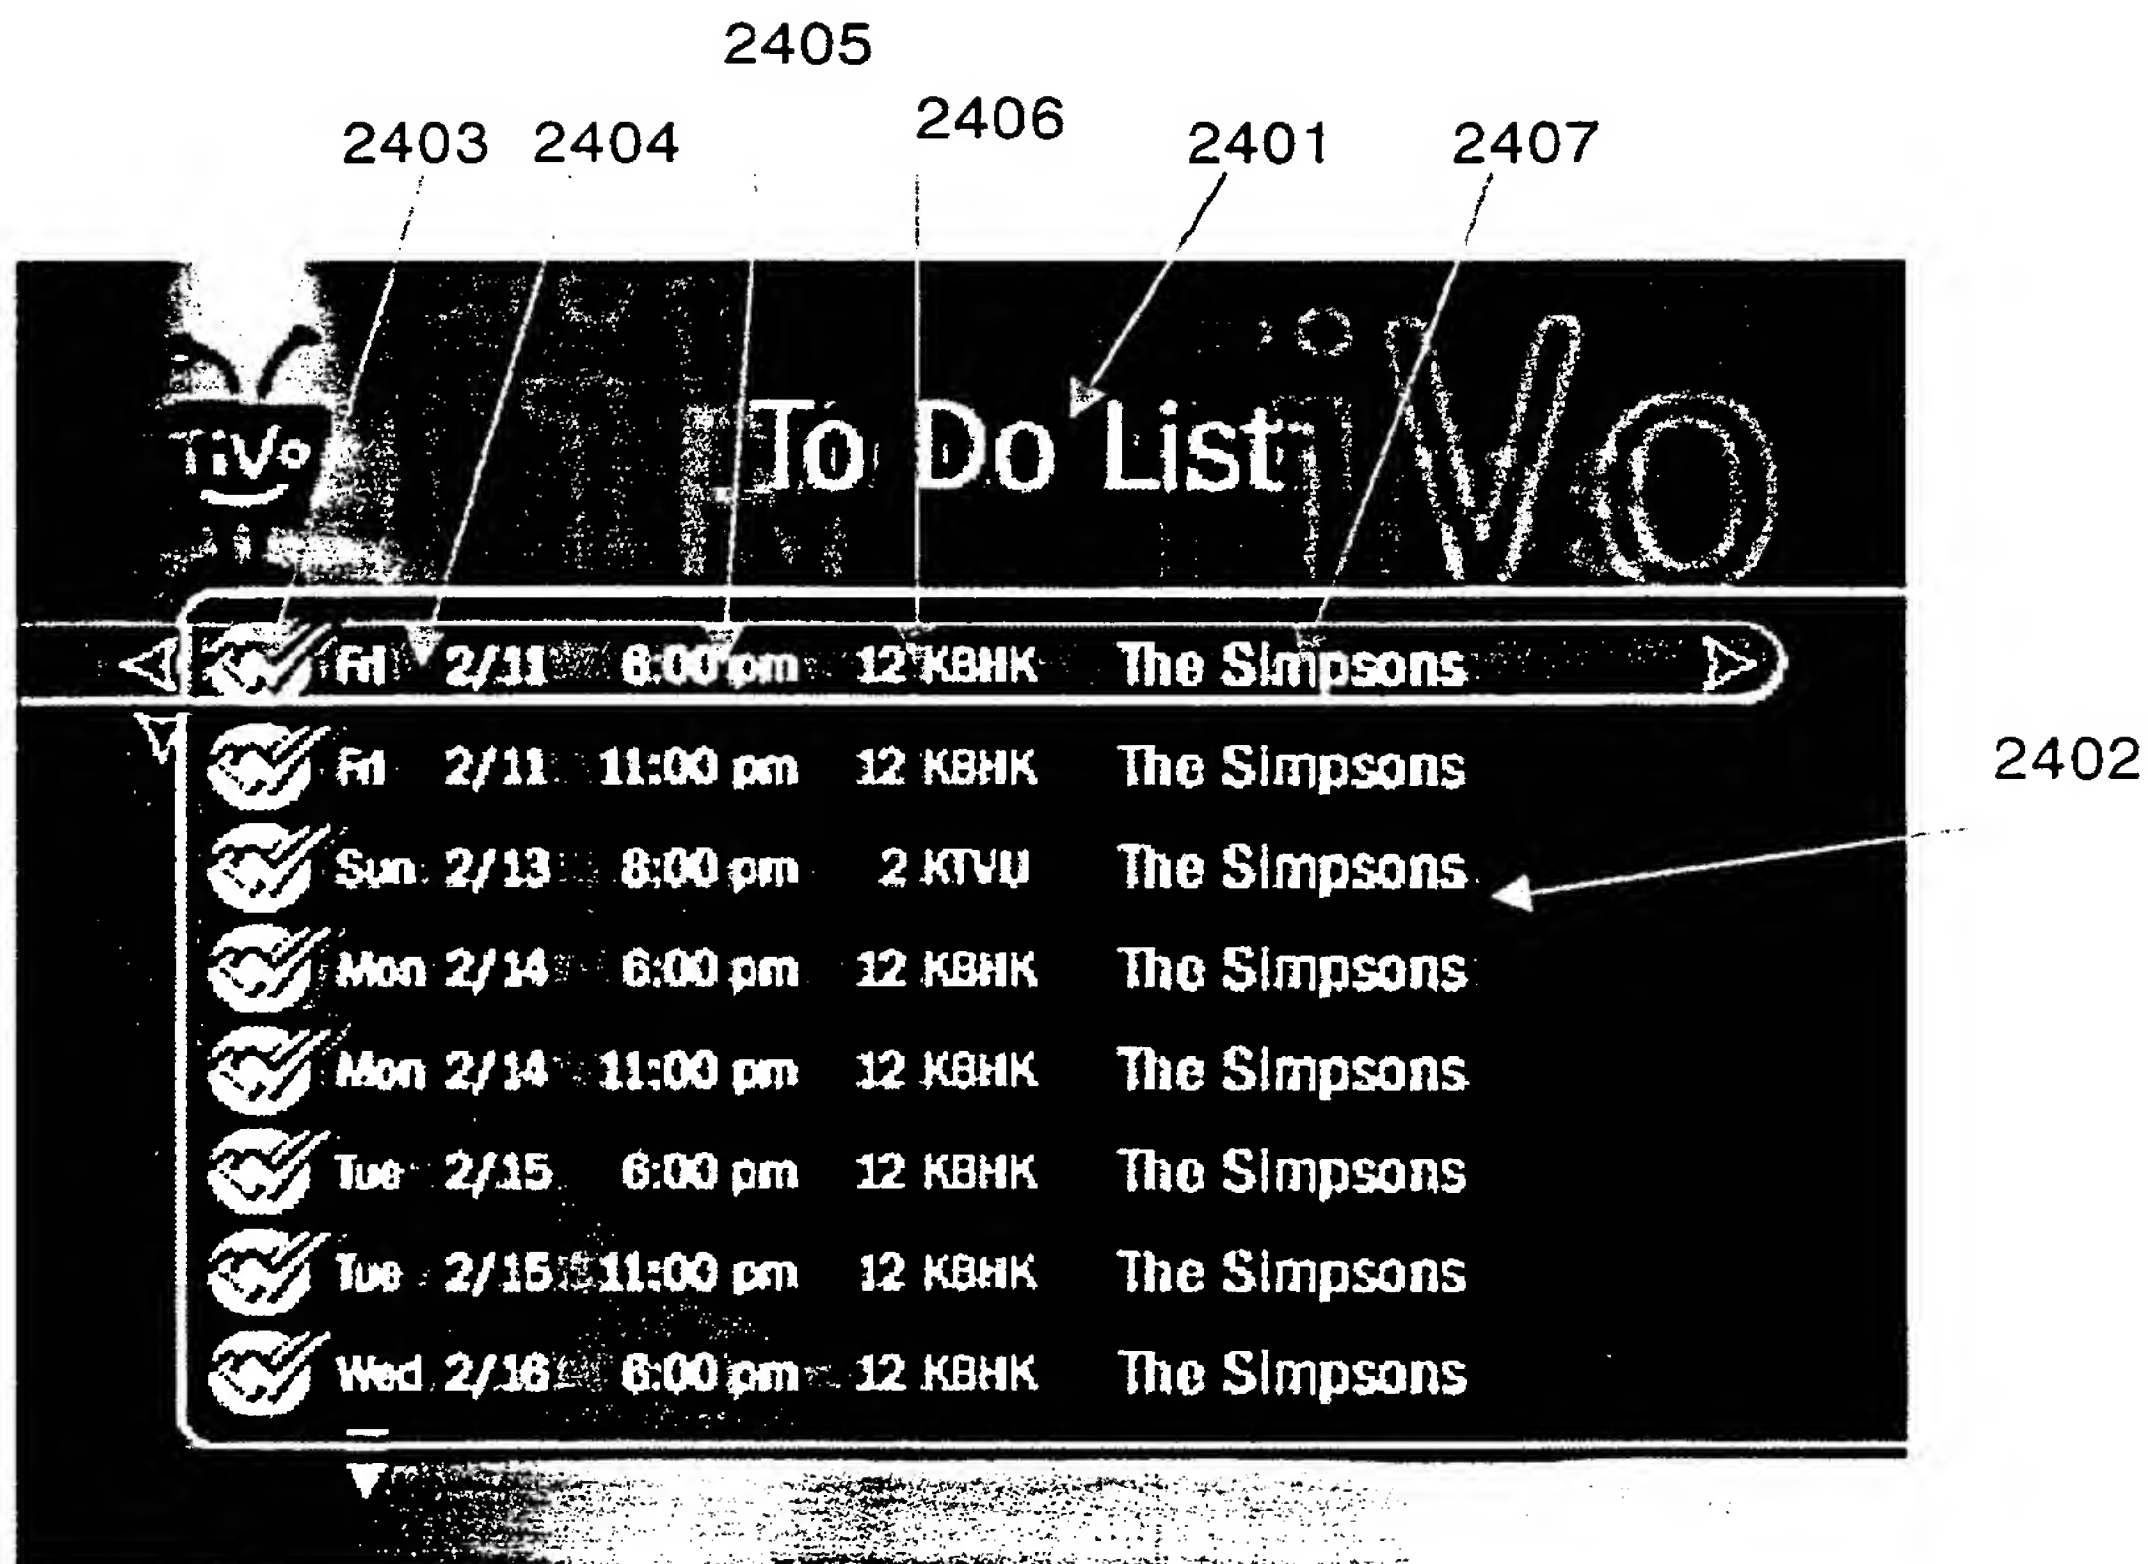 2405
2403 2404 2406 2401 2407
TiVo
TiVo
To Do List
Fri 2/11 6:00 pm 12 KBHK The Simpsons
Fri 2/11 11:00 pm 12 KBHK The Simpsons
2402
Sun 2/13 8:00 pm 2 KTVU The Simpsons
Mon 2/14 6:00 pm 12 KBHK The Simpsons
Mon 2/14 11:00 pm 12 KBHK The Simpsons
Tue 2/15 6:00 pm 12 KBHK The Simpsons
Tue 2/15 11:00 pm 12 KBHK The Simpsons
Wed 2/16 6:00 pm 12 KBHK The Simpsons